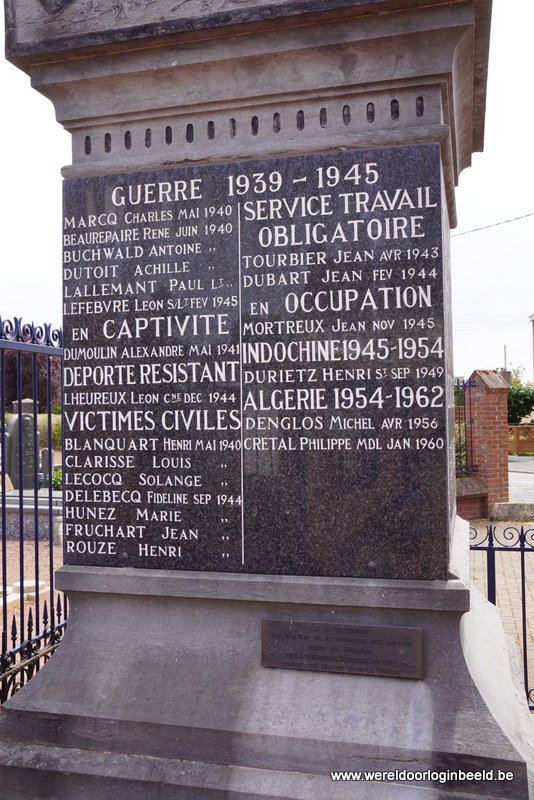 GUERRE 1939 - 1945
MARCQ CHARLES MAI 1940
BEAUREPAIRE RENE JUIN 1940
BUCHWALD ANTOINE "
DUTOIT ACHILLE "
LALLEMANT PAUL LT "
LEFEBVRE LEON S/LT FEV 1945
EN CAPTIVITE
DUMOULIN ALEXANDRE MAI 1941
DEPORTE RESISTANT
LHEUREUX LEON CNE DEC 1944
VICTIMES CIVILES
BLANQUART HENRI MAI 1940
CLARISSE LOUIS "
LECOCQ SOLANGE "
DELEBECQ FIDELINE SEP 1944
HUNEZ MARIE "
FRUCHART JEAN "
ROUZE HENRI "
SERVICE TRAVAIL
OBLIGATOIRE
TOURBIER JEAN AVR 1943
DUBART JEAN FEV 1944
EN OCCUPATION
MORTREUX JEAN NOV 1945
INDOCHINE 1945-1954
DURIETZ HENRI ST SEP 1949
ALGERIE 1954-1962
DENGLOS MICHEL AVR 1956
CRETAL PHILIPPE MDL JAN 1960
www.wereldoorloginbeeld.be